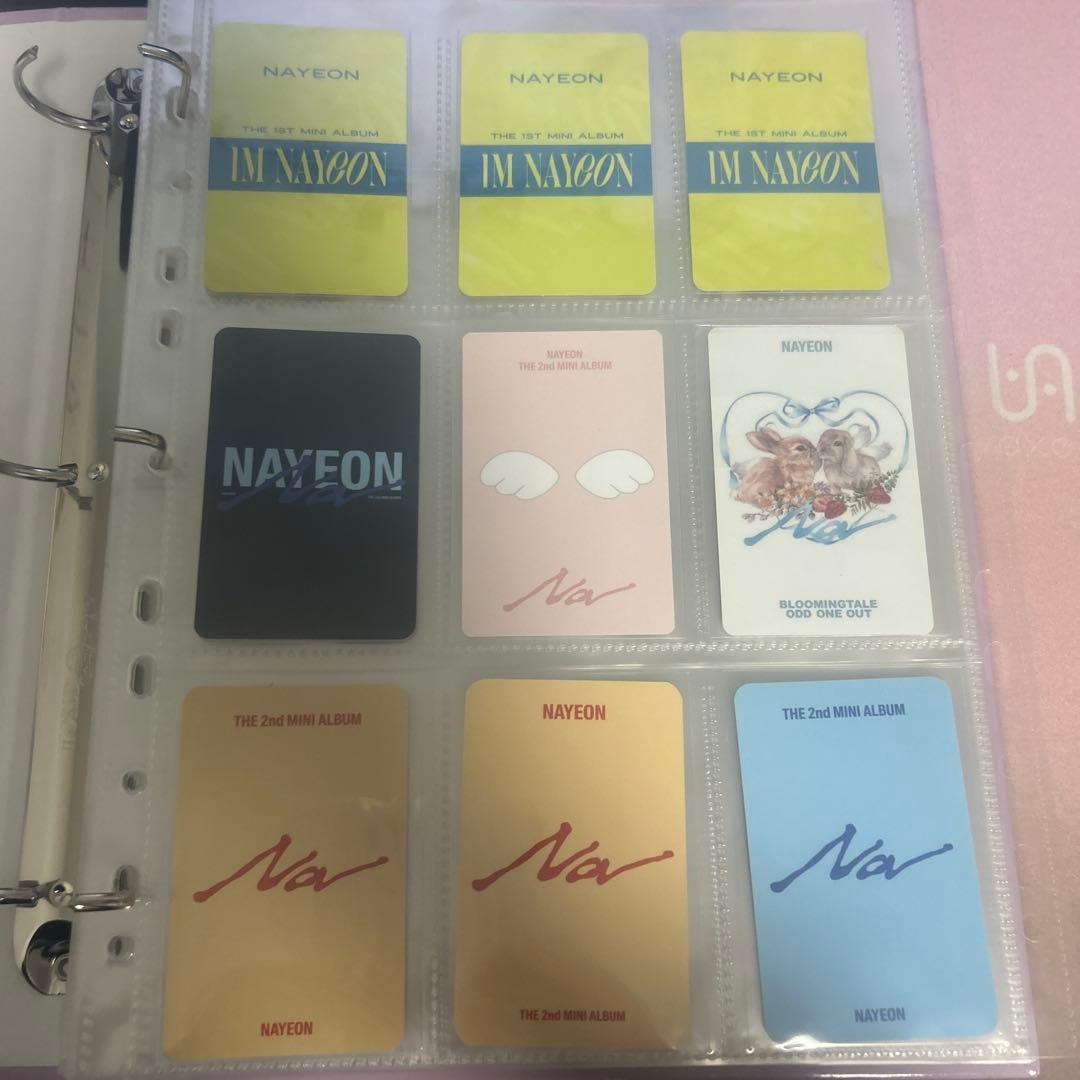 NAYEON
THE 1ST MINI ALBUM
IM NAYEON
NAYEON
THE 1ST MINI ALBUM
IM NAYEON
NAYEON
THE 1ST MINI ALBUM
IM NAYEON
NAYEON
Na
NAYEON
THE 2nd MINI ALBUM
Na
NAYEON
Na
BLOOMINGTALE
ODD ONE OUT
THE 2nd MINI ALBUM
Na
NAYEON
NAYEON
Na
THE 2nd MINI ALBUM
THE 2nd MINI ALBUM
Na
NAYEON